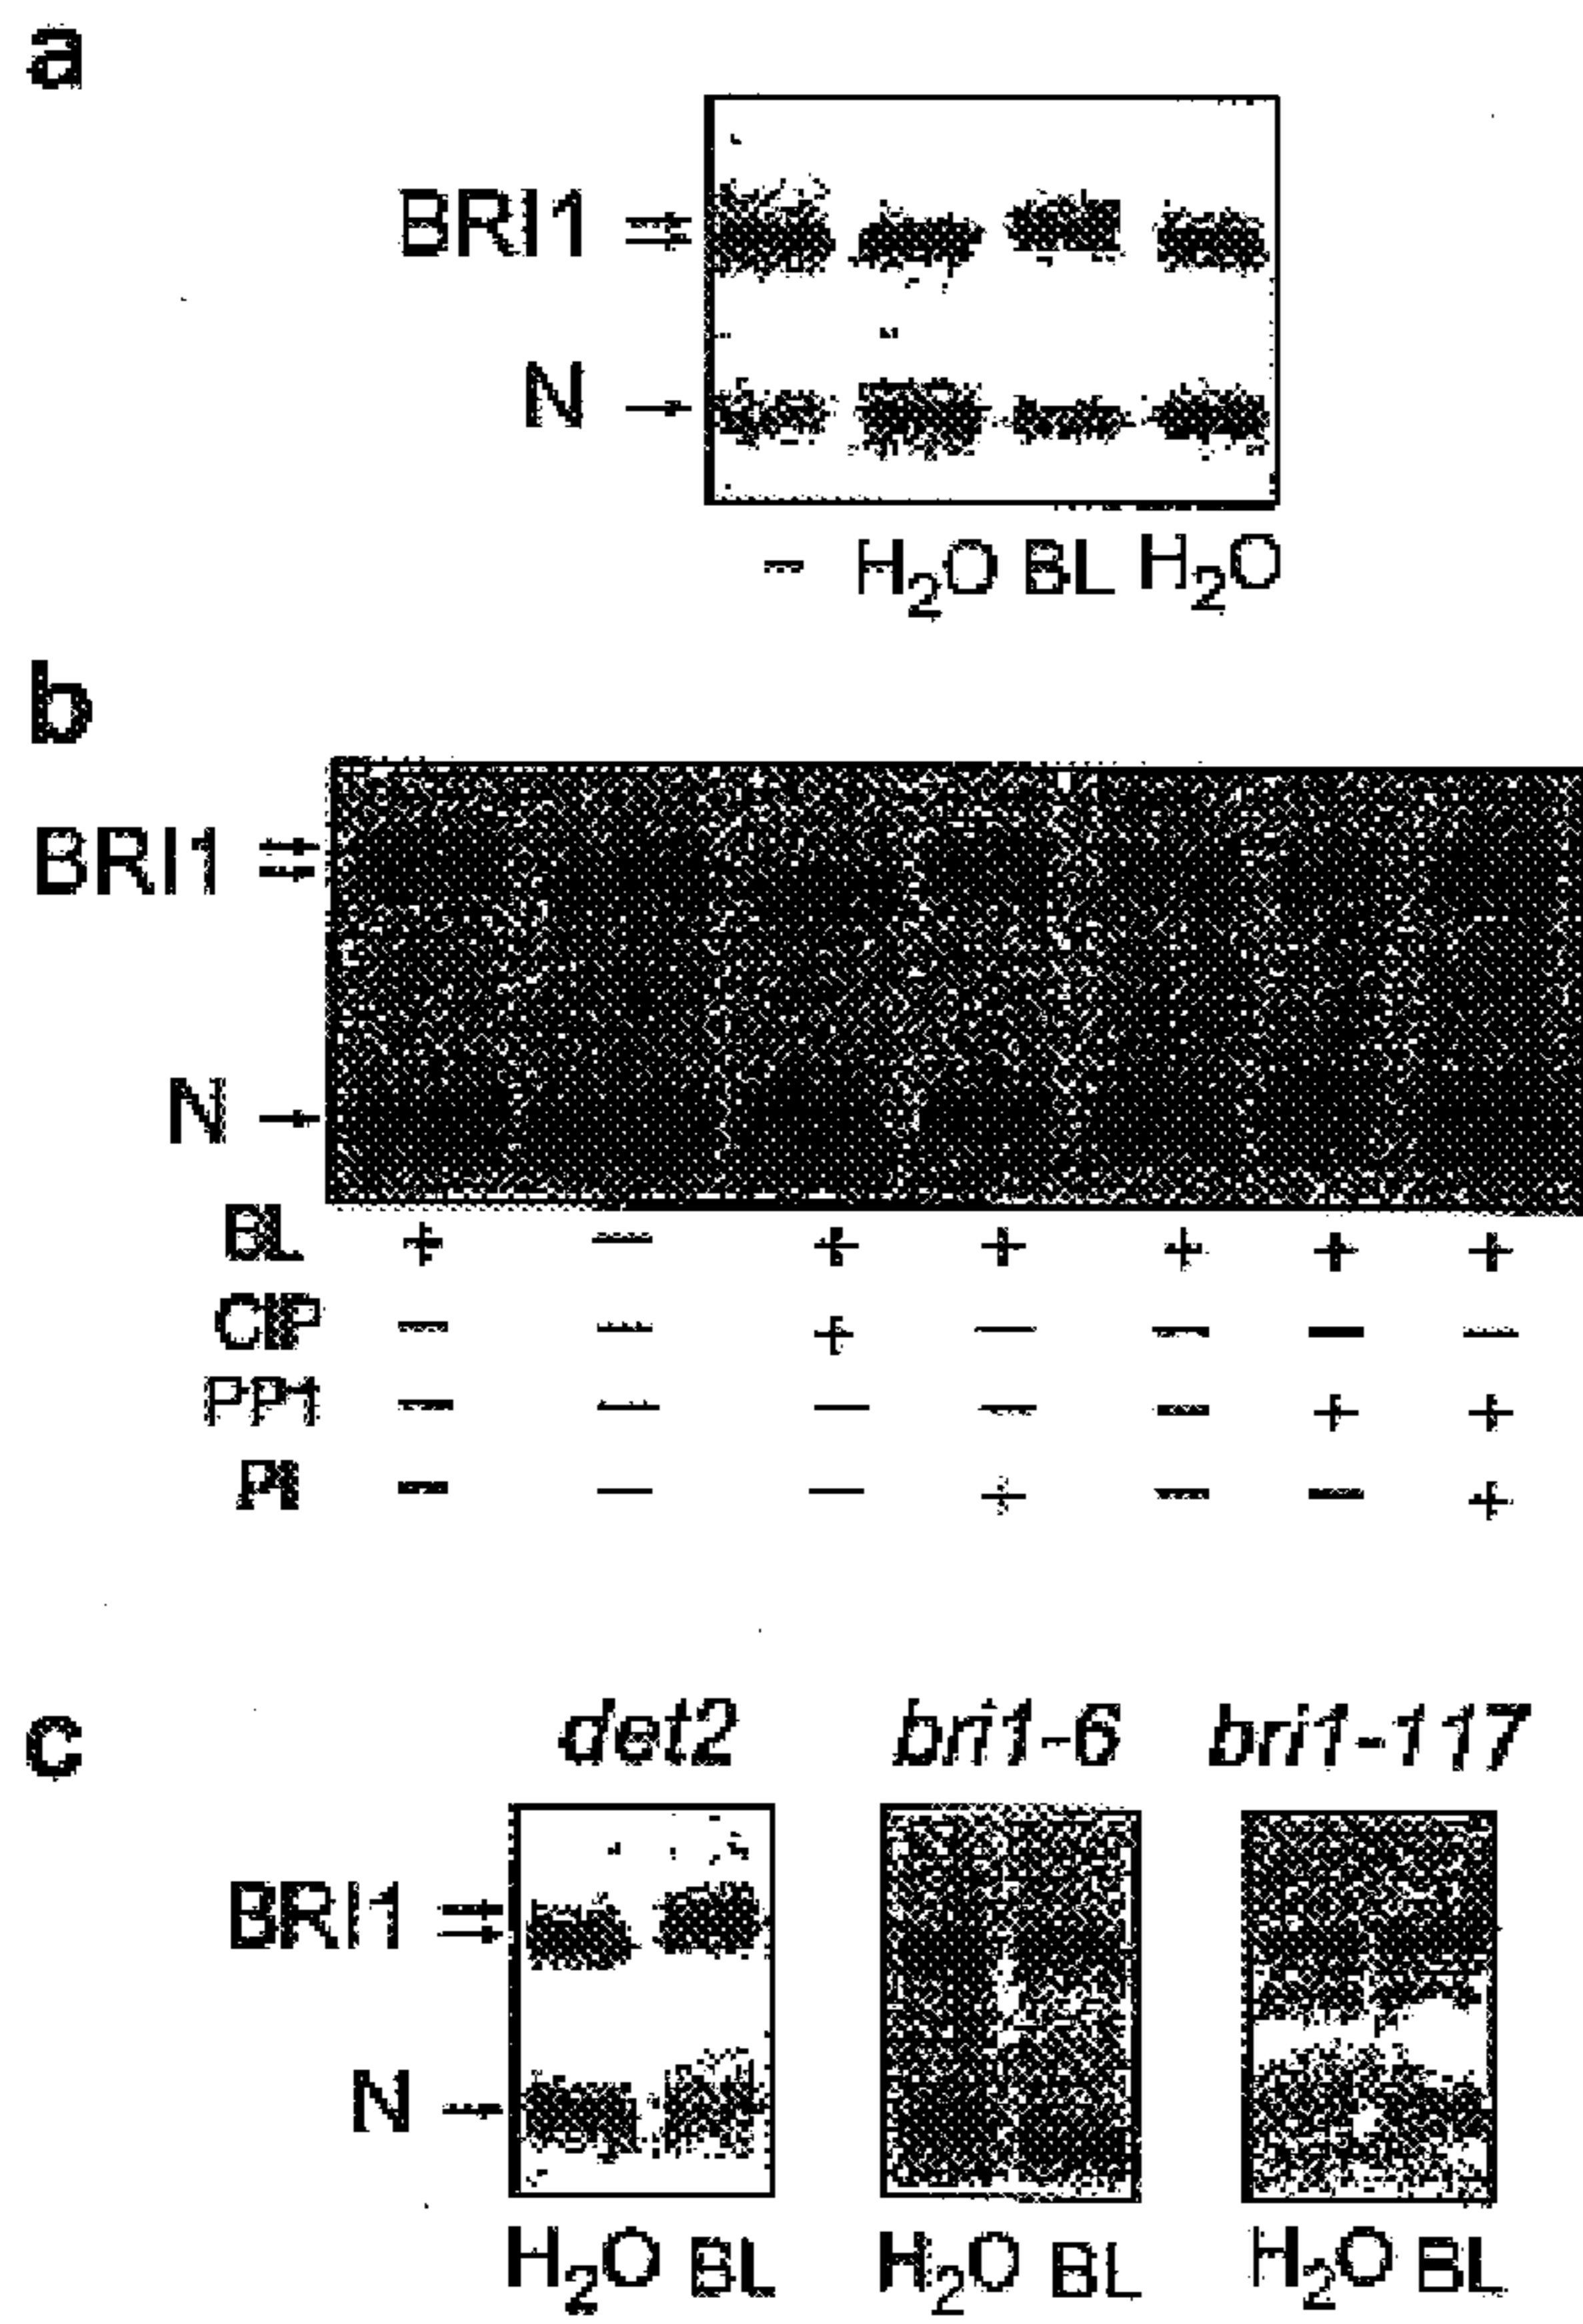 a
BRI1
N
– H₂O BL H₂O
b
BRI1
N
BL + – + + + + +
CIP – – + – – – –
PP1 – – – – – + +
PI – – – + – – +
c
det2 bri1-6 bri1-117
BRI1
N
H₂O BL H₂O BL H₂O BL